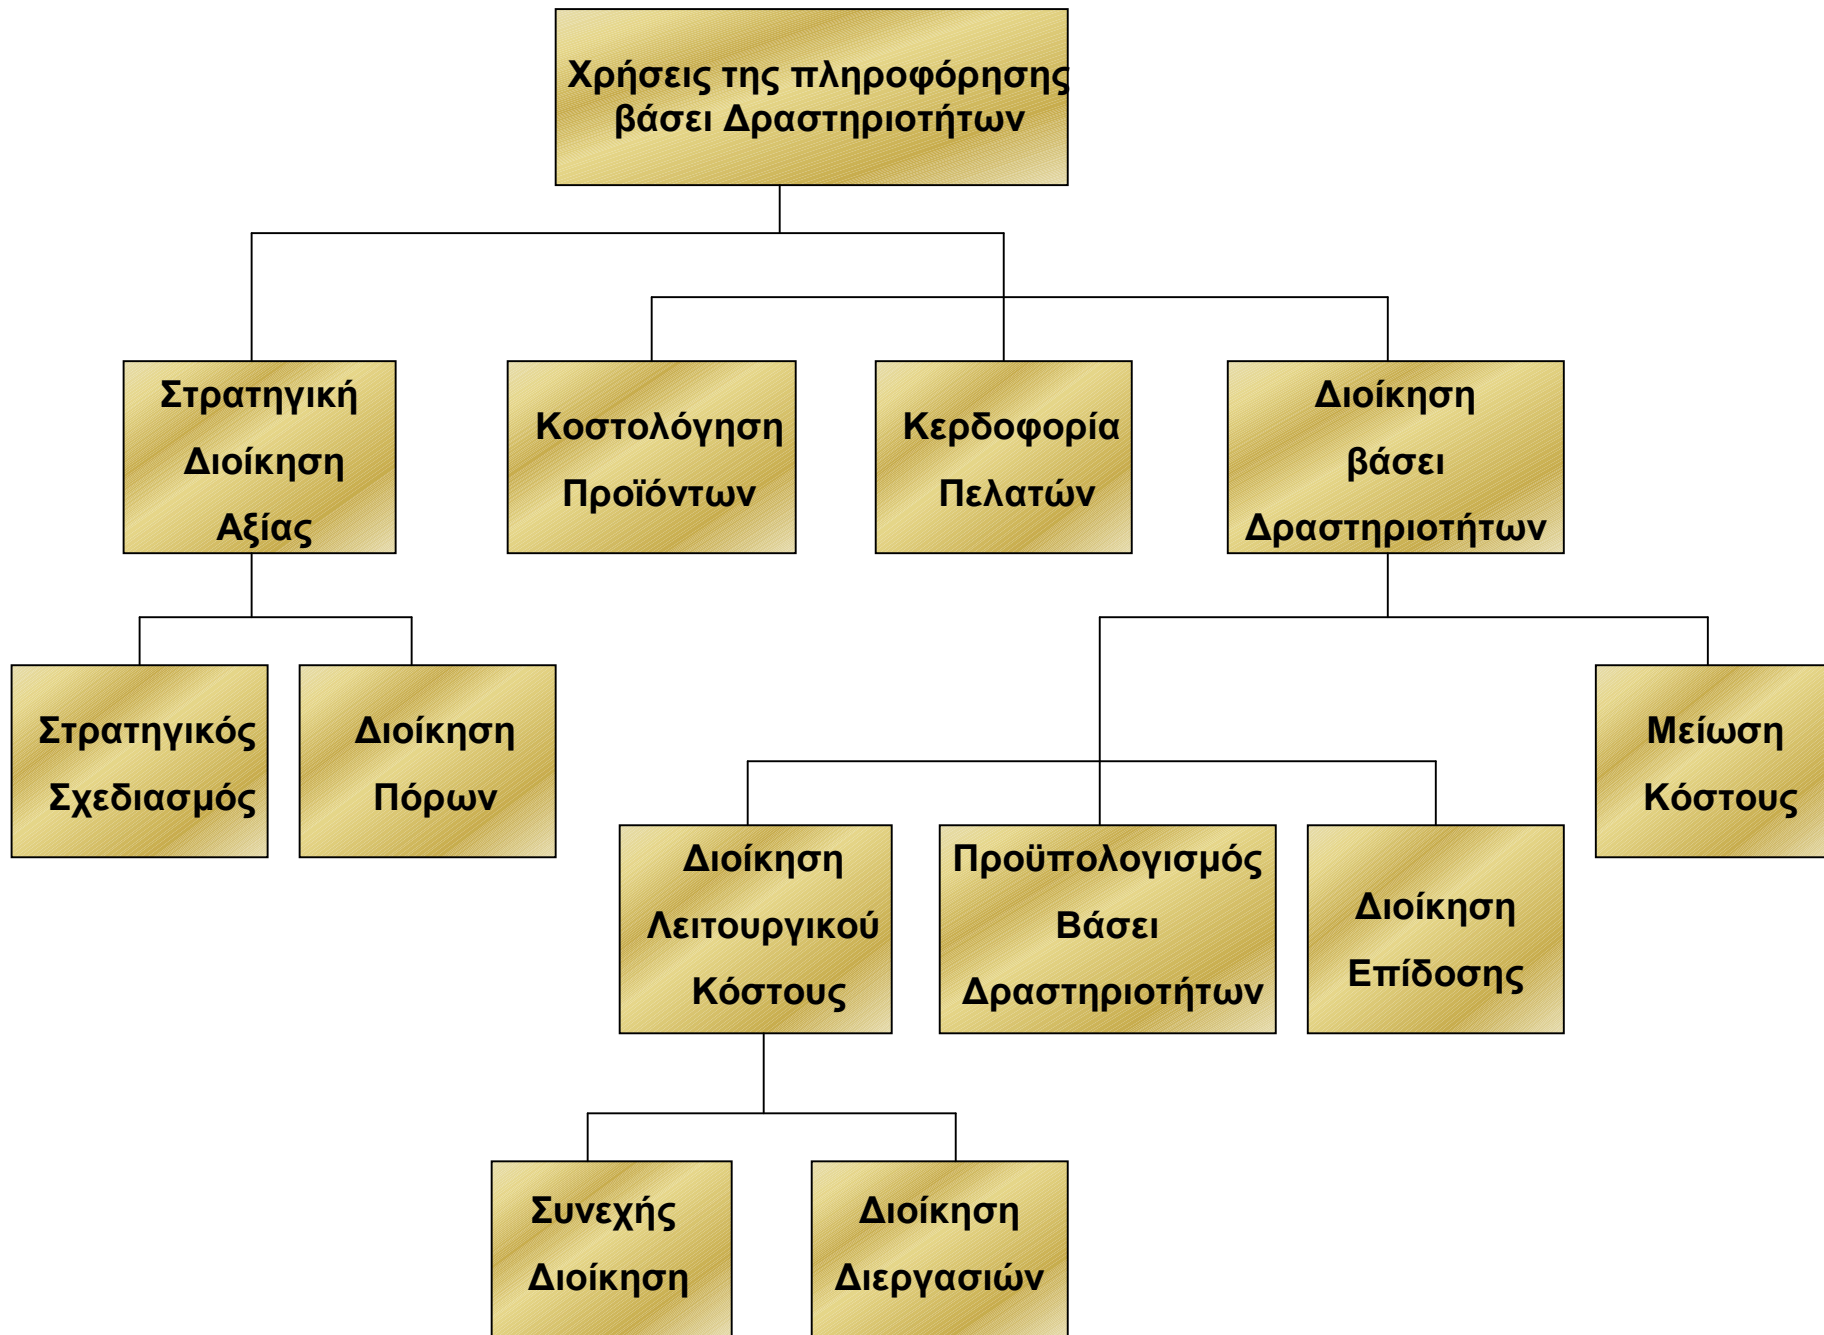 Χρήσεις της πληροφόρησης
βάσει Δραστηριοτήτων
Στρατηγική
Διοίκηση
Αξίας
Κοστολόγηση
Προϊόντων
Κερδοφορία
Πελατών
Διοίκηση
βάσει
Δραστηριοτήτων
Στρατηγικός
Σχεδιασμός
Διοίκηση
Πόρων
Μείωση
Κόστους
Διοίκηση
Λειτουργικού
Κόστους
Προϋπολογισμός
Βάσει
Δραστηριοτήτων
Διοίκηση
Επίδοσης
Συνεχής
Διοίκηση
Διοίκηση
Διεργασιών